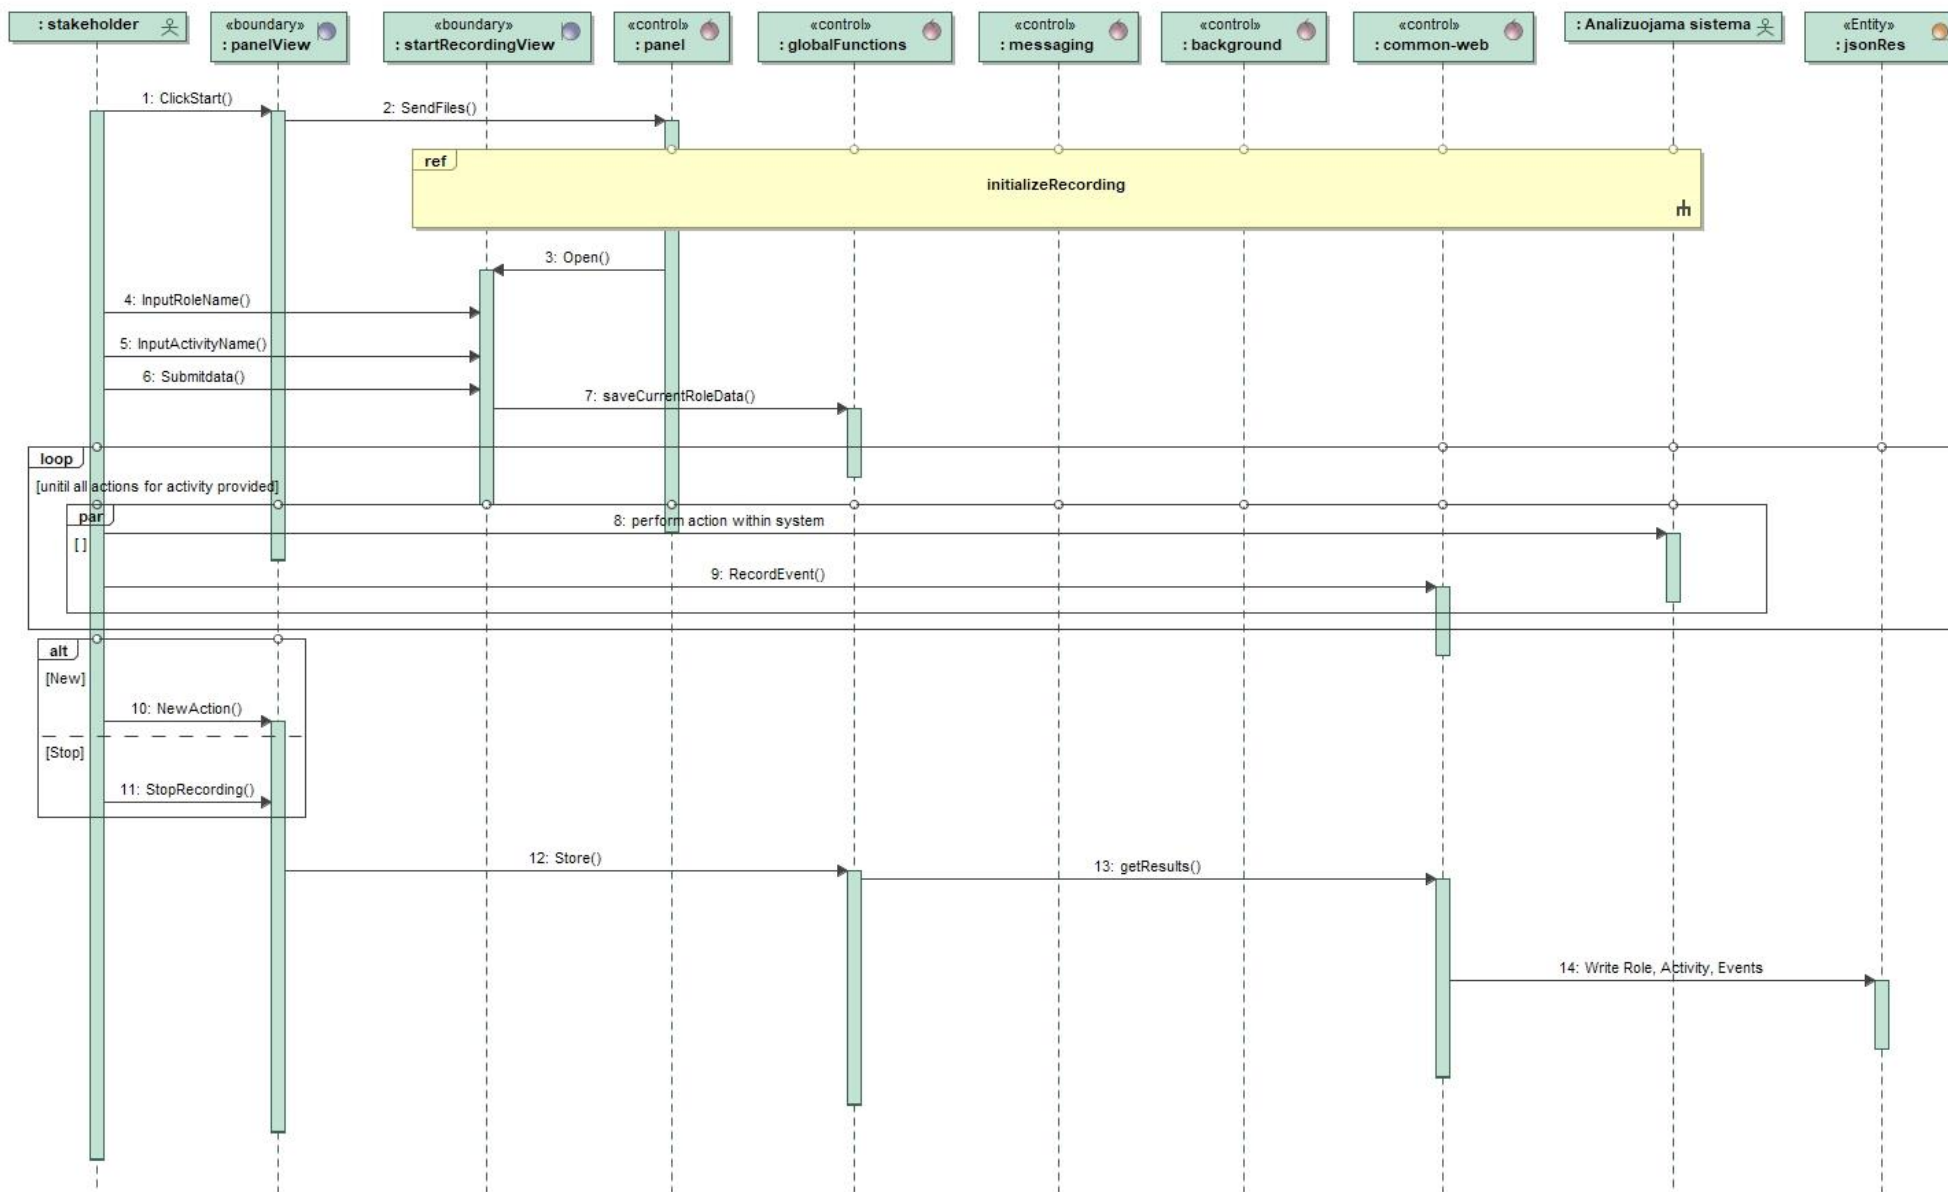 : stakeholder
«boundary»
: panelView
«boundary»
: startRecordingView
«control»
: panel
«control»
: globalFunctions
«control»
: messaging
«control»
: background
«control»
: common-web
: Analizuojama sistema
«Entity»
: jsonRes
1: ClickStart()
2: SendFiles()
ref
initializeRecording
3: Open()
4: InputRoleName()
5: InputActivityName()
6: Submitdata()
7: saveCurrentRoleData()
loop
[unitil all actions for activity provided]
par
8: perform action within system
[ ]
9: RecordEvent()
alt
[New]
10: NewAction()
[Stop]
11: StopRecording()
12: Store()
13: getResults()
14: Write Role, Activity, Events